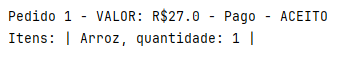 Pedido 1 - VALOR: R$27.0 - Pago - ACEITO
Itens: | Arroz, quantidade: 1 |